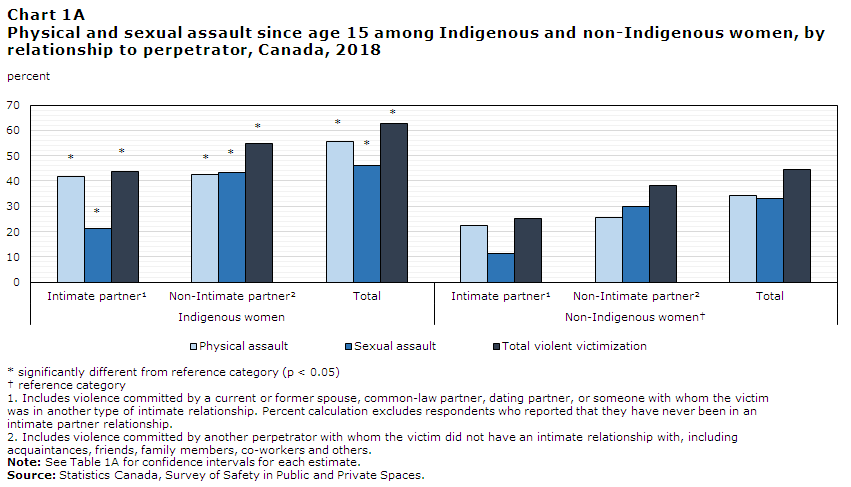 Chart 1A
Physical and sexual assault since age 15 among Indigenous and non-Indigenous women, by
relationship to perpetrator, Canada, 2018
percent
70
60
50
40
30
20
10
0
* * * * * * * * *
Intimate partner¹ Non-Intimate partner² Total Intimate partner¹ Non-Intimate partner² Total
Indigenous women Non-Indigenous women†
Physical assault Sexual assault Total violent victimization
* significantly different from reference category (p < 0.05)
† reference category
1. Includes violence committed by a current or former spouse, common-law partner, dating partner, or someone with whom the victim
was in another type of intimate relationship. Percent calculation excludes respondents who reported that they have never been in an
intimate partner relationship.
2. Includes violence committed by another perpetrator with whom the victim did not have an intimate relationship with, including
acquaintances, friends, family members, co-workers and others.
Note: See Table 1A for confidence intervals for each estimate.
Source: Statistics Canada, Survey of Safety in Public and Private Spaces.